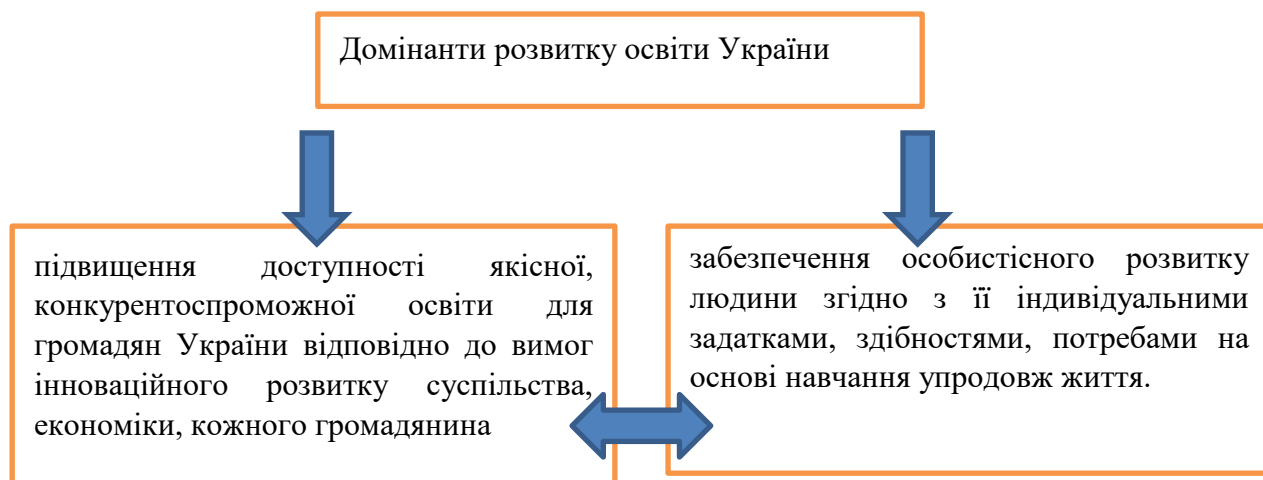 Домінанти розвитку освіти України
підвищення доступності якісної,
конкурентоспроможної освіти для
громадян України відповідно до вимог
інноваційного розвитку суспільства,
економіки, кожного громадянина
забезпечення особистісного розвитку
людини згідно з її індивідуальними
задатками, здібностями, потребами на
основі навчання упродовж життя.